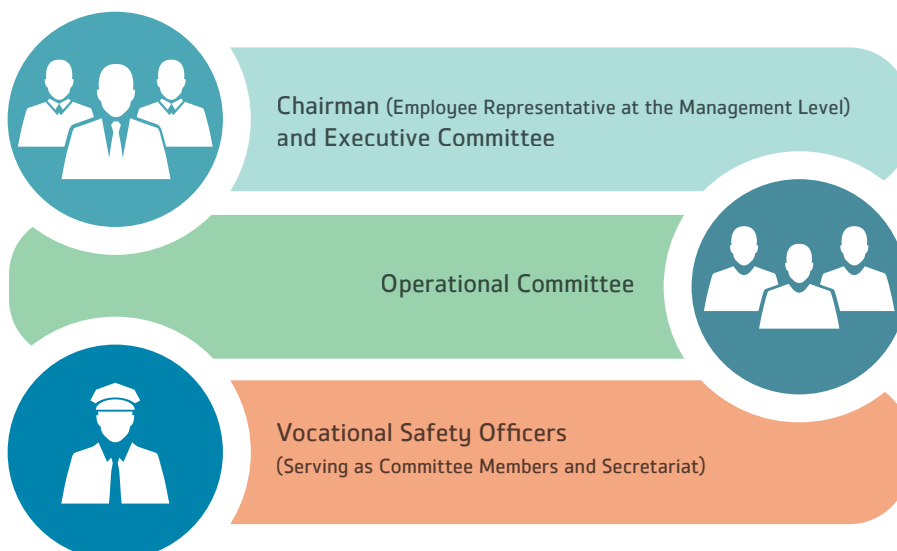 Chairman (Employee Representative at the Management Level)
and Executive Committee
Operational Committee
Vocational Safety Officers
(Serving as Committee Members and Secretariat)